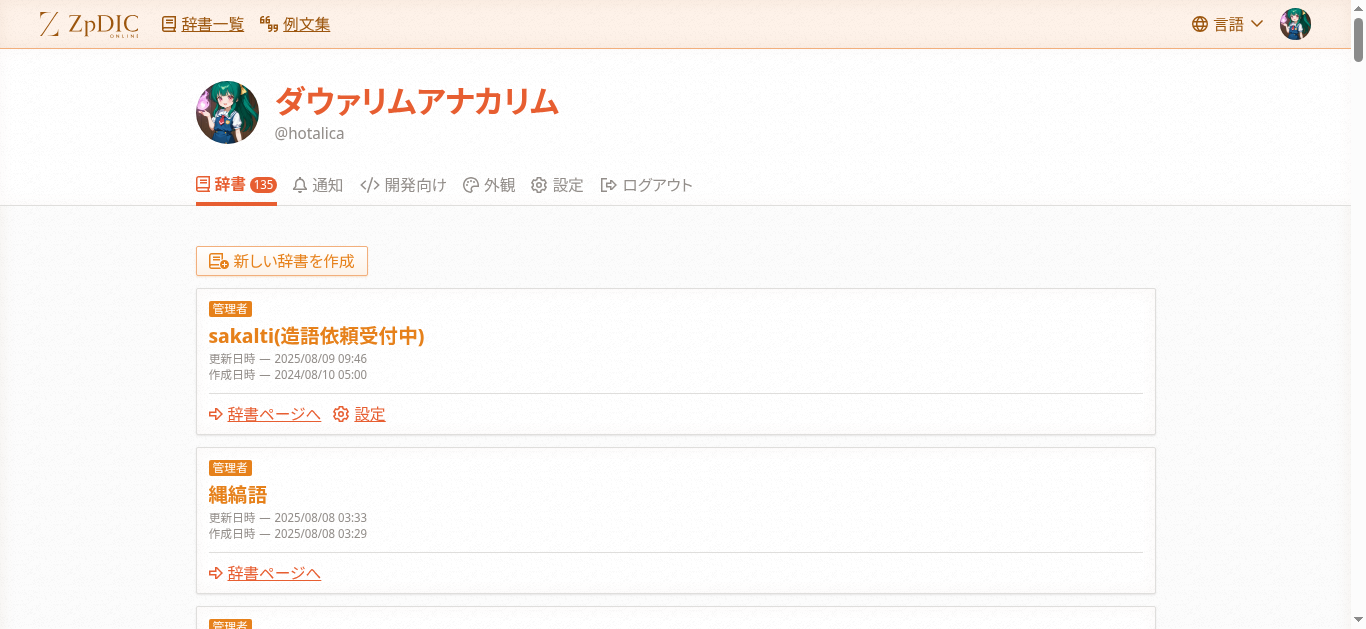 ZpDIC ONLINE 辞書一覧 例文集 言語
ダウァリムアナカリム
@hotalica
辞書 135 通知 開発向け 外観 設定 ログアウト
新しい辞書を作成
管理者
sakalti(造語依頼受付中)
更新日時 — 2025/08/09 09:46
作成日時 — 2024/08/10 05:00
辞書ページへ 設定
管理者
縄縞語
更新日時 — 2025/08/08 03:33
作成日時 — 2025/08/08 03:29
辞書ページへ
管理者